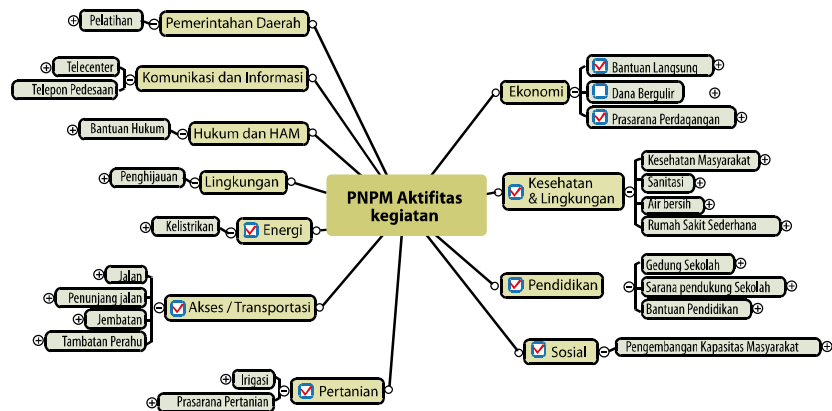 PNPM Aktifitas
kegiatan
Pemerintahan Daerah
Pelatihan
Komunikasi dan Informasi
Telecenter
Telepon Pedesaan
Hukum dan HAM
Bantuan Hukum
Lingkungan
Penghijauan
Energi
Kelistrikan
Akses / Transportasi
Jalan
Penunjang jalan
Jembatan
Tambatan Perahu
Pertanian
Irigasi
Prasarana Pertanian
Ekonomi
Bantuan Langsung
Dana Bergulir
Prasarana Perdagangan
Kesehatan
& Lingkungan
Kesehatan Masyarakat
Sanitasi
Air bersih
Rumah Sakit Sederhana
Pendidikan
Gedung Sekolah
Sarana pendukung Sekolah
Bantuan Pendidikan
Sosial
Pengembangan Kapasitas Masyarakat